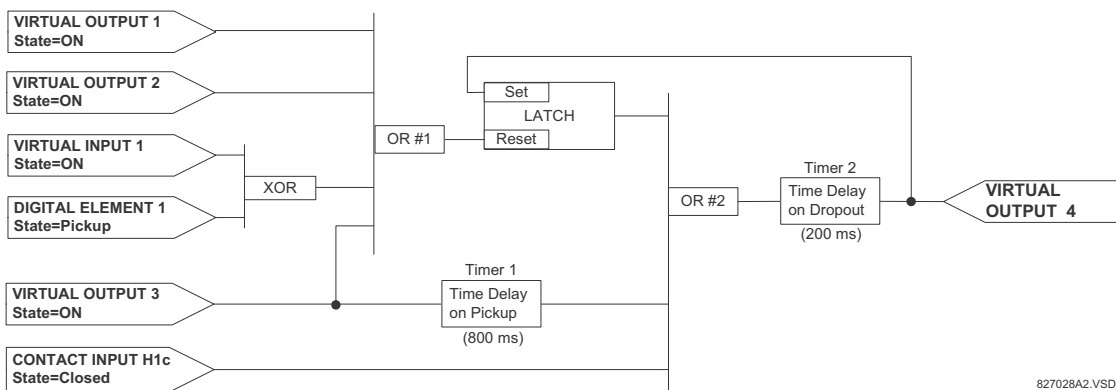 VIRTUAL OUTPUT 1
State=ON
VIRTUAL OUTPUT 2
State=ON
VIRTUAL INPUT 1
State=ON
DIGITAL ELEMENT 1
State=Pickup
VIRTUAL OUTPUT 3
State=ON
CONTACT INPUT H1c
State=Closed
XOR
OR #1
Set
LATCH
Reset
Timer 1
Time Delay
on Pickup
(800 ms)
OR #2
Timer 2
Time Delay
on Dropout
(200 ms)
VIRTUAL
OUTPUT 4
827028A2.VSD